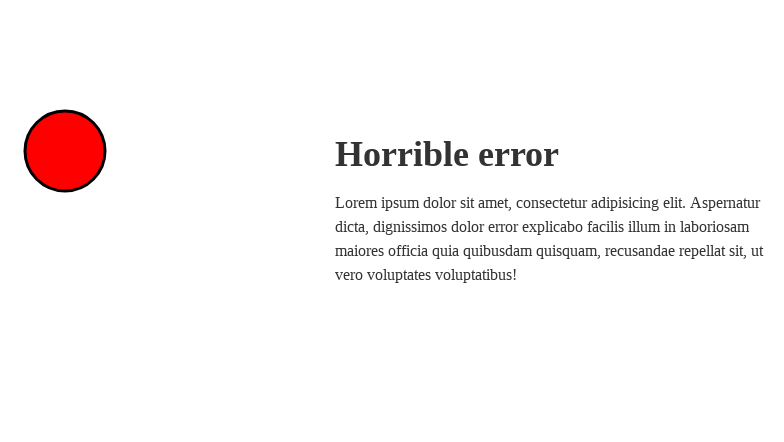 Horrible error
Lorem ipsum dolor sit amet, consectetur adipisicing elit. Aspernatur
dicta, dignissimos dolor error explicabo facilis illum in laboriosam
maiores officia quia quibusdam quisquam, recusandae repellat sit, ut
vero voluptates voluptatibus!